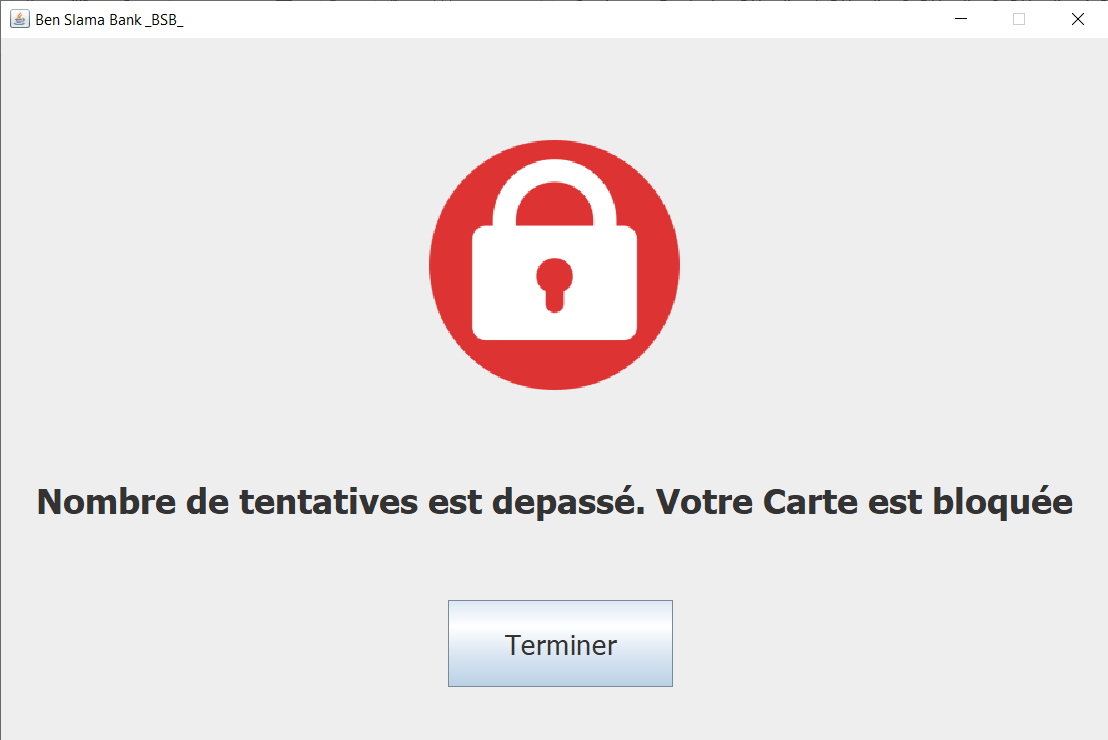 Ben Slama Bank _BSB_
Nombre de tentatives est depassé. Votre Carte est bloquée
Terminer